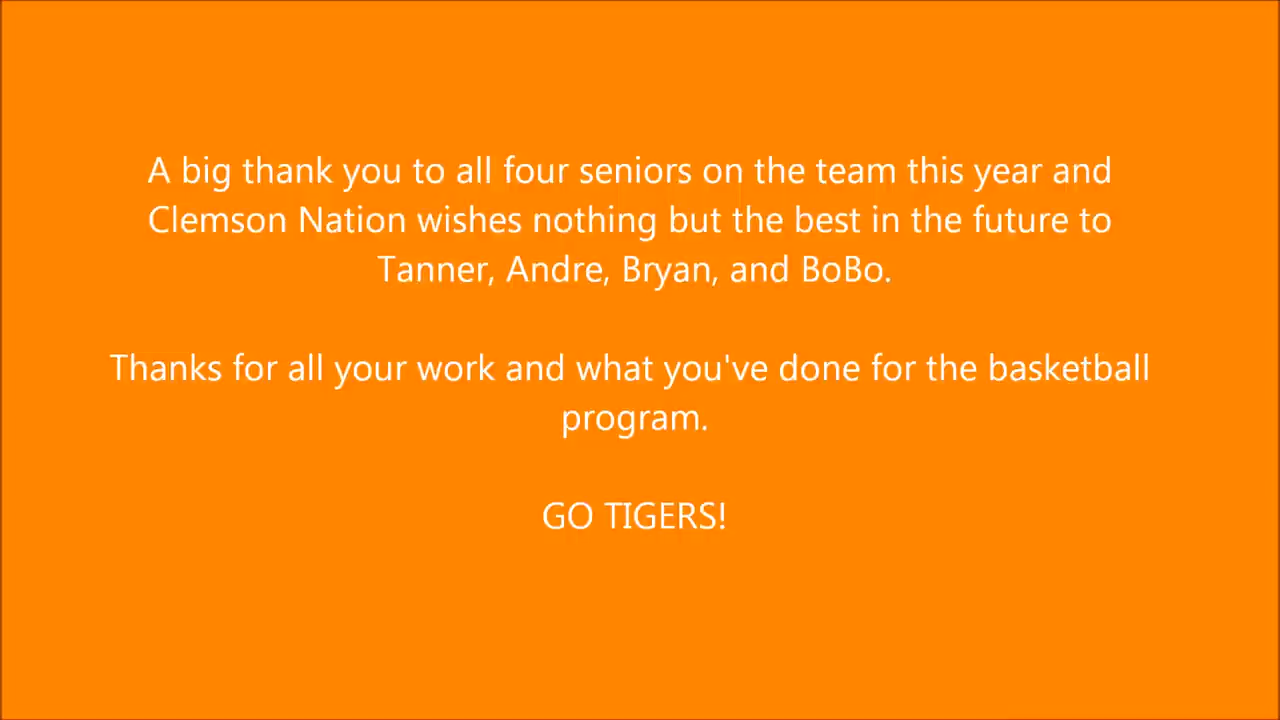 A big thank you to all four seniors on the team this year and
Clemson Nation wishes nothing but the best in the future to
Tanner, Andre, Bryan, and BoBo.
Thanks for all your work and what you've done for the basketball
program.
GO TIGERS!